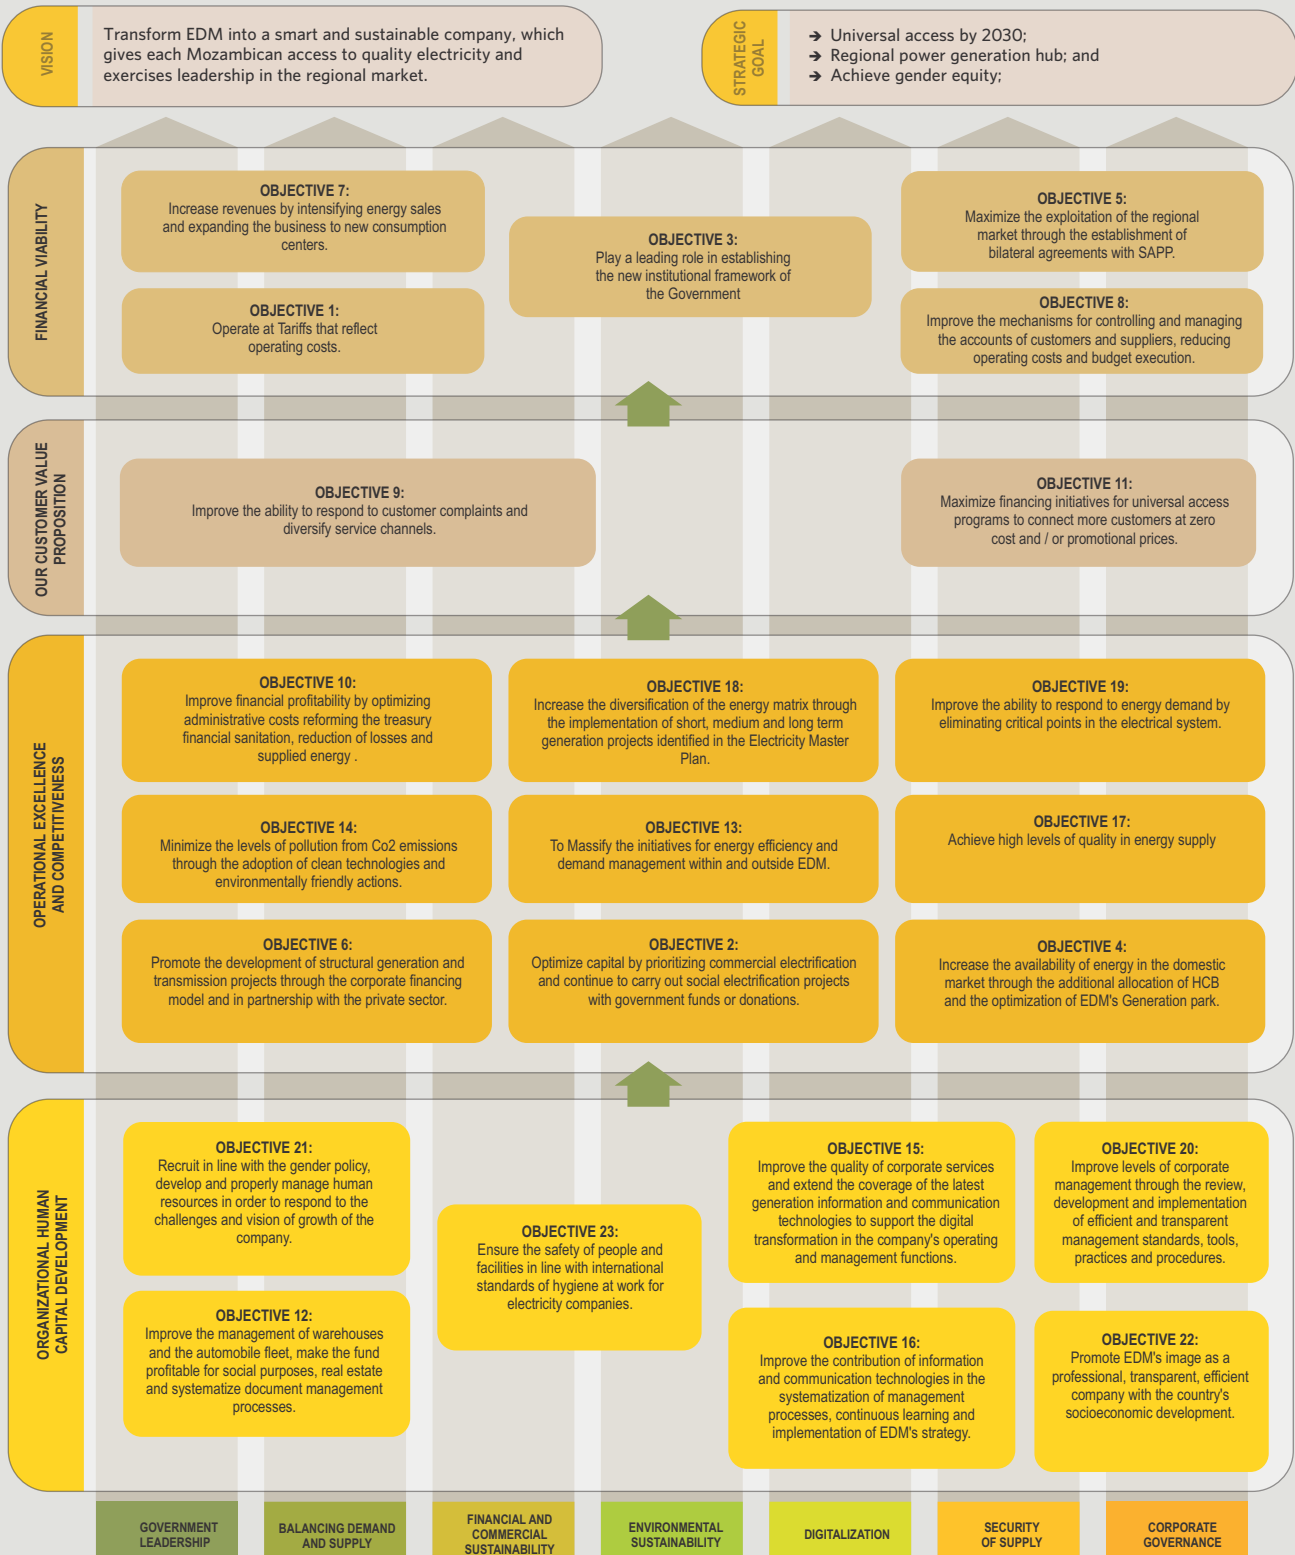 VISION
Transform EDM into a smart and sustainable company, which
gives each Mozambican access to quality electricity and
exercises leadership in the regional market.
STRATEGIC
GOAL
➔ Universal access by 2030;
➔ Regional power generation hub; and
➔ Achieve gender equity;
FINANCIAL VIABILITY
OBJECTIVE 7:
Increase revenues by intensifying energy sales
and expanding the business to new consumption
centers.
OBJECTIVE 1:
Operate at Tariffs that reflect
operating costs.
OBJECTIVE 3:
Play a leading role in establishing
the new institutional framework of
the Government
OBJECTIVE 5:
Maximize the exploitation of the regional
market through the establishment of
bilateral agreements with SAPP.
OBJECTIVE 8:
Improve the mechanisms for controlling and managing
the accounts of customers and suppliers, reducing
operating costs and budget execution.
OUR CUSTOMER VALUE
PROPOSITION
OBJECTIVE 9:
Improve the ability to respond to customer complaints and
diversify service channels.
OBJECTIVE 11:
Maximize financing initiatives for universal access
programs to connect more customers at zero
cost and / or promotional prices.
OPERATIONAL EXCELLENCE
AND COMPETITIVENESS
OBJECTIVE 10:
Improve financial profitability by optimizing
administrative costs reforming the treasury
financial sanitation, reduction of losses and
supplied energy .
OBJECTIVE 18:
Increase the diversification of the energy matrix through
the implementation of short, medium and long term
generation projects identified in the Electricity Master
Plan.
OBJECTIVE 19:
Improve the ability to respond to energy demand by
eliminating critical points in the electrical system.
OBJECTIVE 14:
Minimize the levels of pollution from Co2 emissions
through the adoption of clean technologies and
environmentally friendly actions.
OBJECTIVE 13:
To Massify the initiatives for energy efficiency and
demand management within and outside EDM.
OBJECTIVE 17:
Achieve high levels of quality in energy supply
OBJECTIVE 6:
Promote the development of structural generation and
transmission projects through the corporate financing
model and in partnership with the private sector.
OBJECTIVE 2:
Optimize capital by prioritizing commercial electrification
and continue to carry out social electrification projects
with government funds or donations.
OBJECTIVE 4:
Increase the availability of energy in the domestic
market through the additional allocation of HCB
and the optimization of EDM's Generation park.
ORGANIZATIONAL HUMAN
CAPITAL DEVELOPMENT
OBJECTIVE 21:
Recruit in line with the gender policy,
develop and properly manage human
resources in order to respond to the
challenges and vision of growth of the
company.
OBJECTIVE 12:
Improve the management of warehouses
and the automobile fleet, make the fund
profitable for social purposes, real estate
and systematize document management
processes.
OBJECTIVE 23:
Ensure the safety of people and
facilities in line with international
standards of hygiene at work for
electricity companies.
OBJECTIVE 15:
Improve the quality of corporate services
and extend the coverage of the latest
generation information and communication
technologies to support the digital
transformation in the company's operating
and management functions.
OBJECTIVE 16:
Improve the contribution of information
and communication technologies in the
systematization of management
processes, continuous learning and
implementation of EDM's strategy.
OBJECTIVE 20:
Improve levels of corporate
management through the review,
development and implementation
of efficient and transparent
management standards, tools,
practices and procedures.
OBJECTIVE 22:
Promote EDM's image as a
professional, transparent, efficient
company with the country's
socioeconomic development.
GOVERNMENT
LEADERSHIP
BALANCING DEMAND
AND SUPPLY
FINANCIAL AND
COMMERCIAL
SUSTAINABILITY
ENVIRONMENTAL
SUSTAINABILITY
DIGITALIZATION
SECURITY
OF SUPPLY
CORPORATE
GOVERNANCE